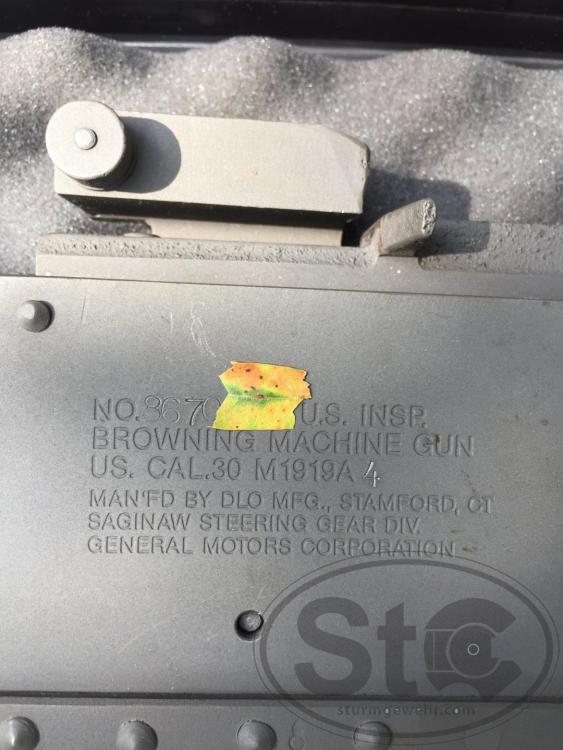 NO.3670 U.S. INSP.
BROWNING MACHINE GUN
US. CAL.30 M1919A 4
MAN'FD BY DLO MFG., STAMFORD, CT
SAGINAW STEERING GEAR DIV.
GENERAL MOTORS CORPORATION
StG
sturmgewehr.com